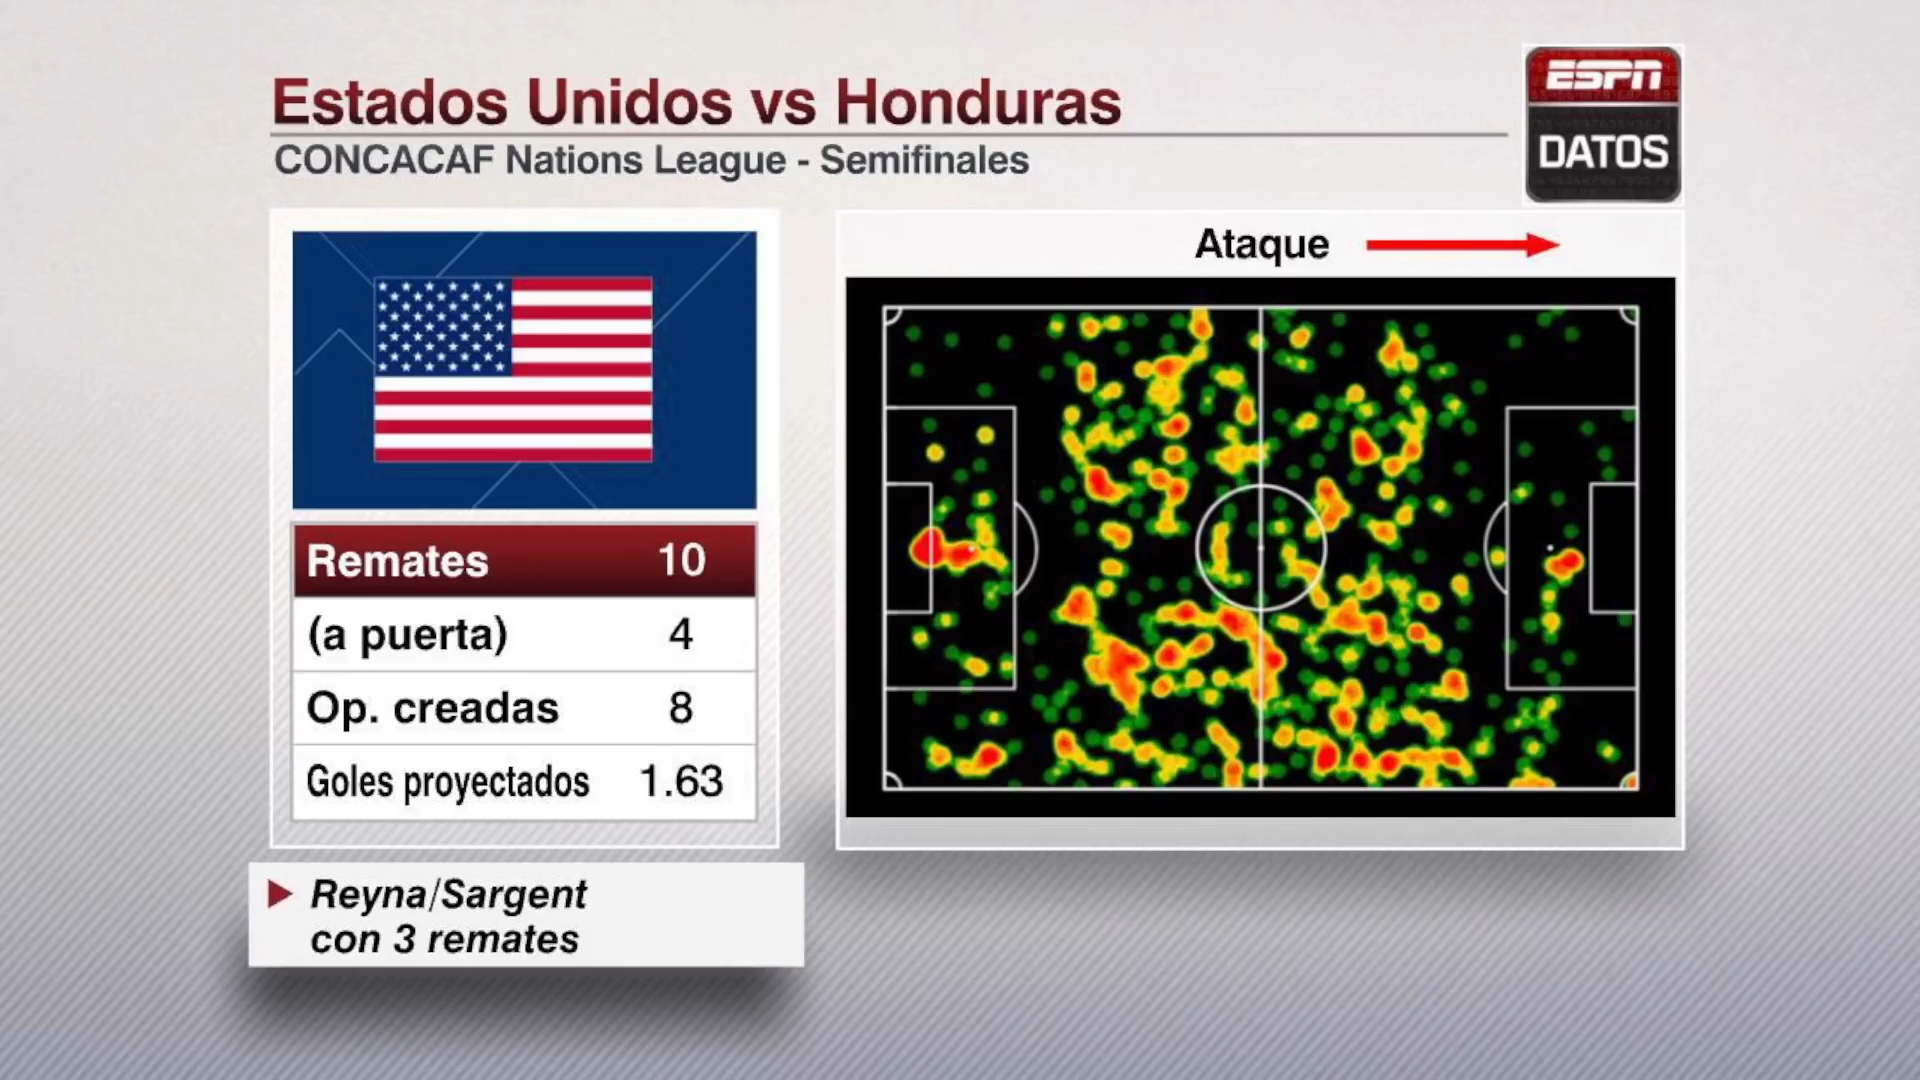 Estados Unidos vs Honduras
CONCACAF Nations League - Semifinales
ESPN
DATOS
Ataque
Remates 10
(a puerta) 4
Op. creadas 8
Goles proyectados 1.63
Reyna/Sargent
con 3 remates